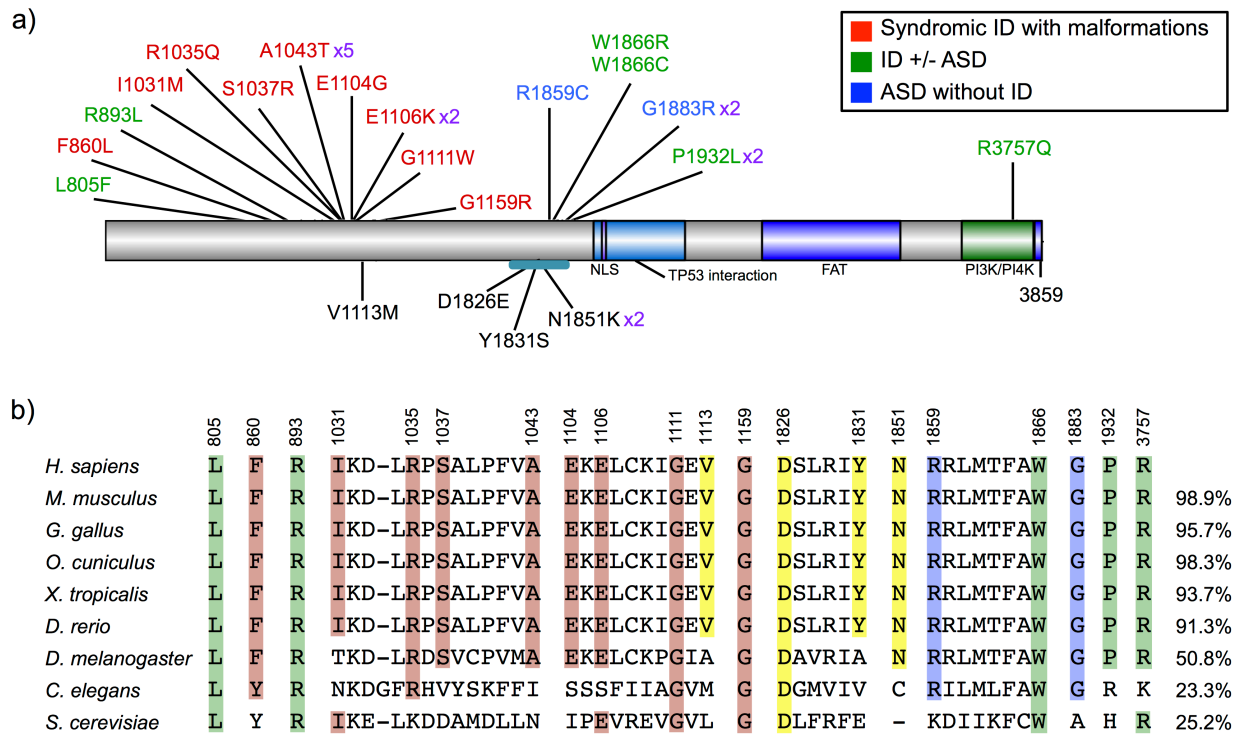 a)
Syndromic ID with malformations
ID +/- ASD
ASD without ID
R1035Q
A1043T x5
W1866R
W1866C
I1031M
S1037R
E1104G
R1859C
G1883R x2
R893L
E1106K x2
F860L
G1111W
P1932L x2
R3757Q
L805F
G1159R
NLS
TP53 interaction
FAT
PI3K/PI4K
3859
V1113M
D1826E
N1851K x2
Y1831S
b)
805 860 893 1031 1035 1037 1043 1104 1106 1111 1113 1159 1826 1831 1851 1859 1866 1883 1932 3757
H. sapiens L F R IKD-LRPSALPFVA EKELCKIGEV G DSLRIY N RRLMTFAW G P R
M. musculus L F R IKD-LRPSALPFVA EKELCKIGEV G DSLRIY N RRLMTFAW G P R 98.9%
G. gallus L F R IKD-LRPSALPFVA EKELCKIGEV G DSLRIY N RRLMTFAW G P R 95.7%
O. cuniculus L F R IKD-LRPSALPFVA EKELCKIGEV G DSLRIY N RRLMTFAW G P R 98.3%
X. tropicalis L F R IKD-LRPSALPFVA EKELCKIGEV G DSLRIY N RRLMTFAW G P R 93.7%
D. rerio L F R IKD-LRPSALPFVA EKELCKIGEV G DSLRIY N RRLMTFAW G P R 91.3%
D. melanogaster L F R TKD-LRDSVCPVMA EKELCKPGIA G DAVRIA N RRLMTFAW G P R 50.8%
C. elegans L Y R NKDGFRHVYSKFFI SSSFIIAGVM G DGMVIV C RILMLFAW G R K 23.3%
S. cerevisiae L Y R IKE-LKDDAMDLLN IPEVREVGVL G DLFRFE - KDIIKFCW A H R 25.2%